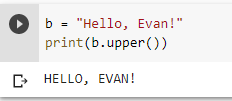 b = "Hello, Evan!"
print(b.upper())
HELLO, EVAN!